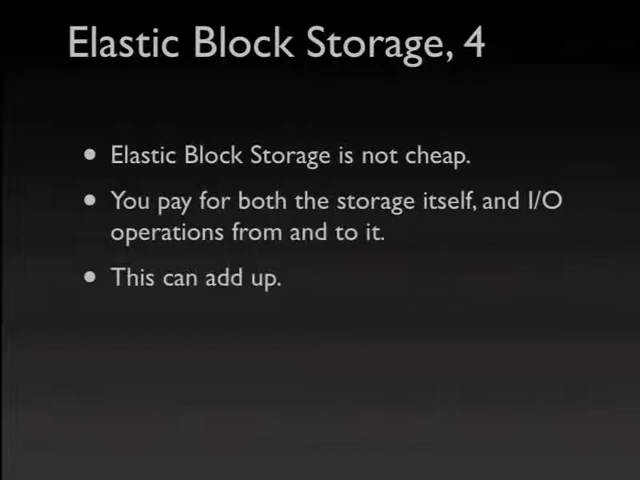 Elastic Block Storage, 4
• Elastic Block Storage is not cheap.
• You pay for both the storage itself, and I/O
operations from and to it.
• This can add up.